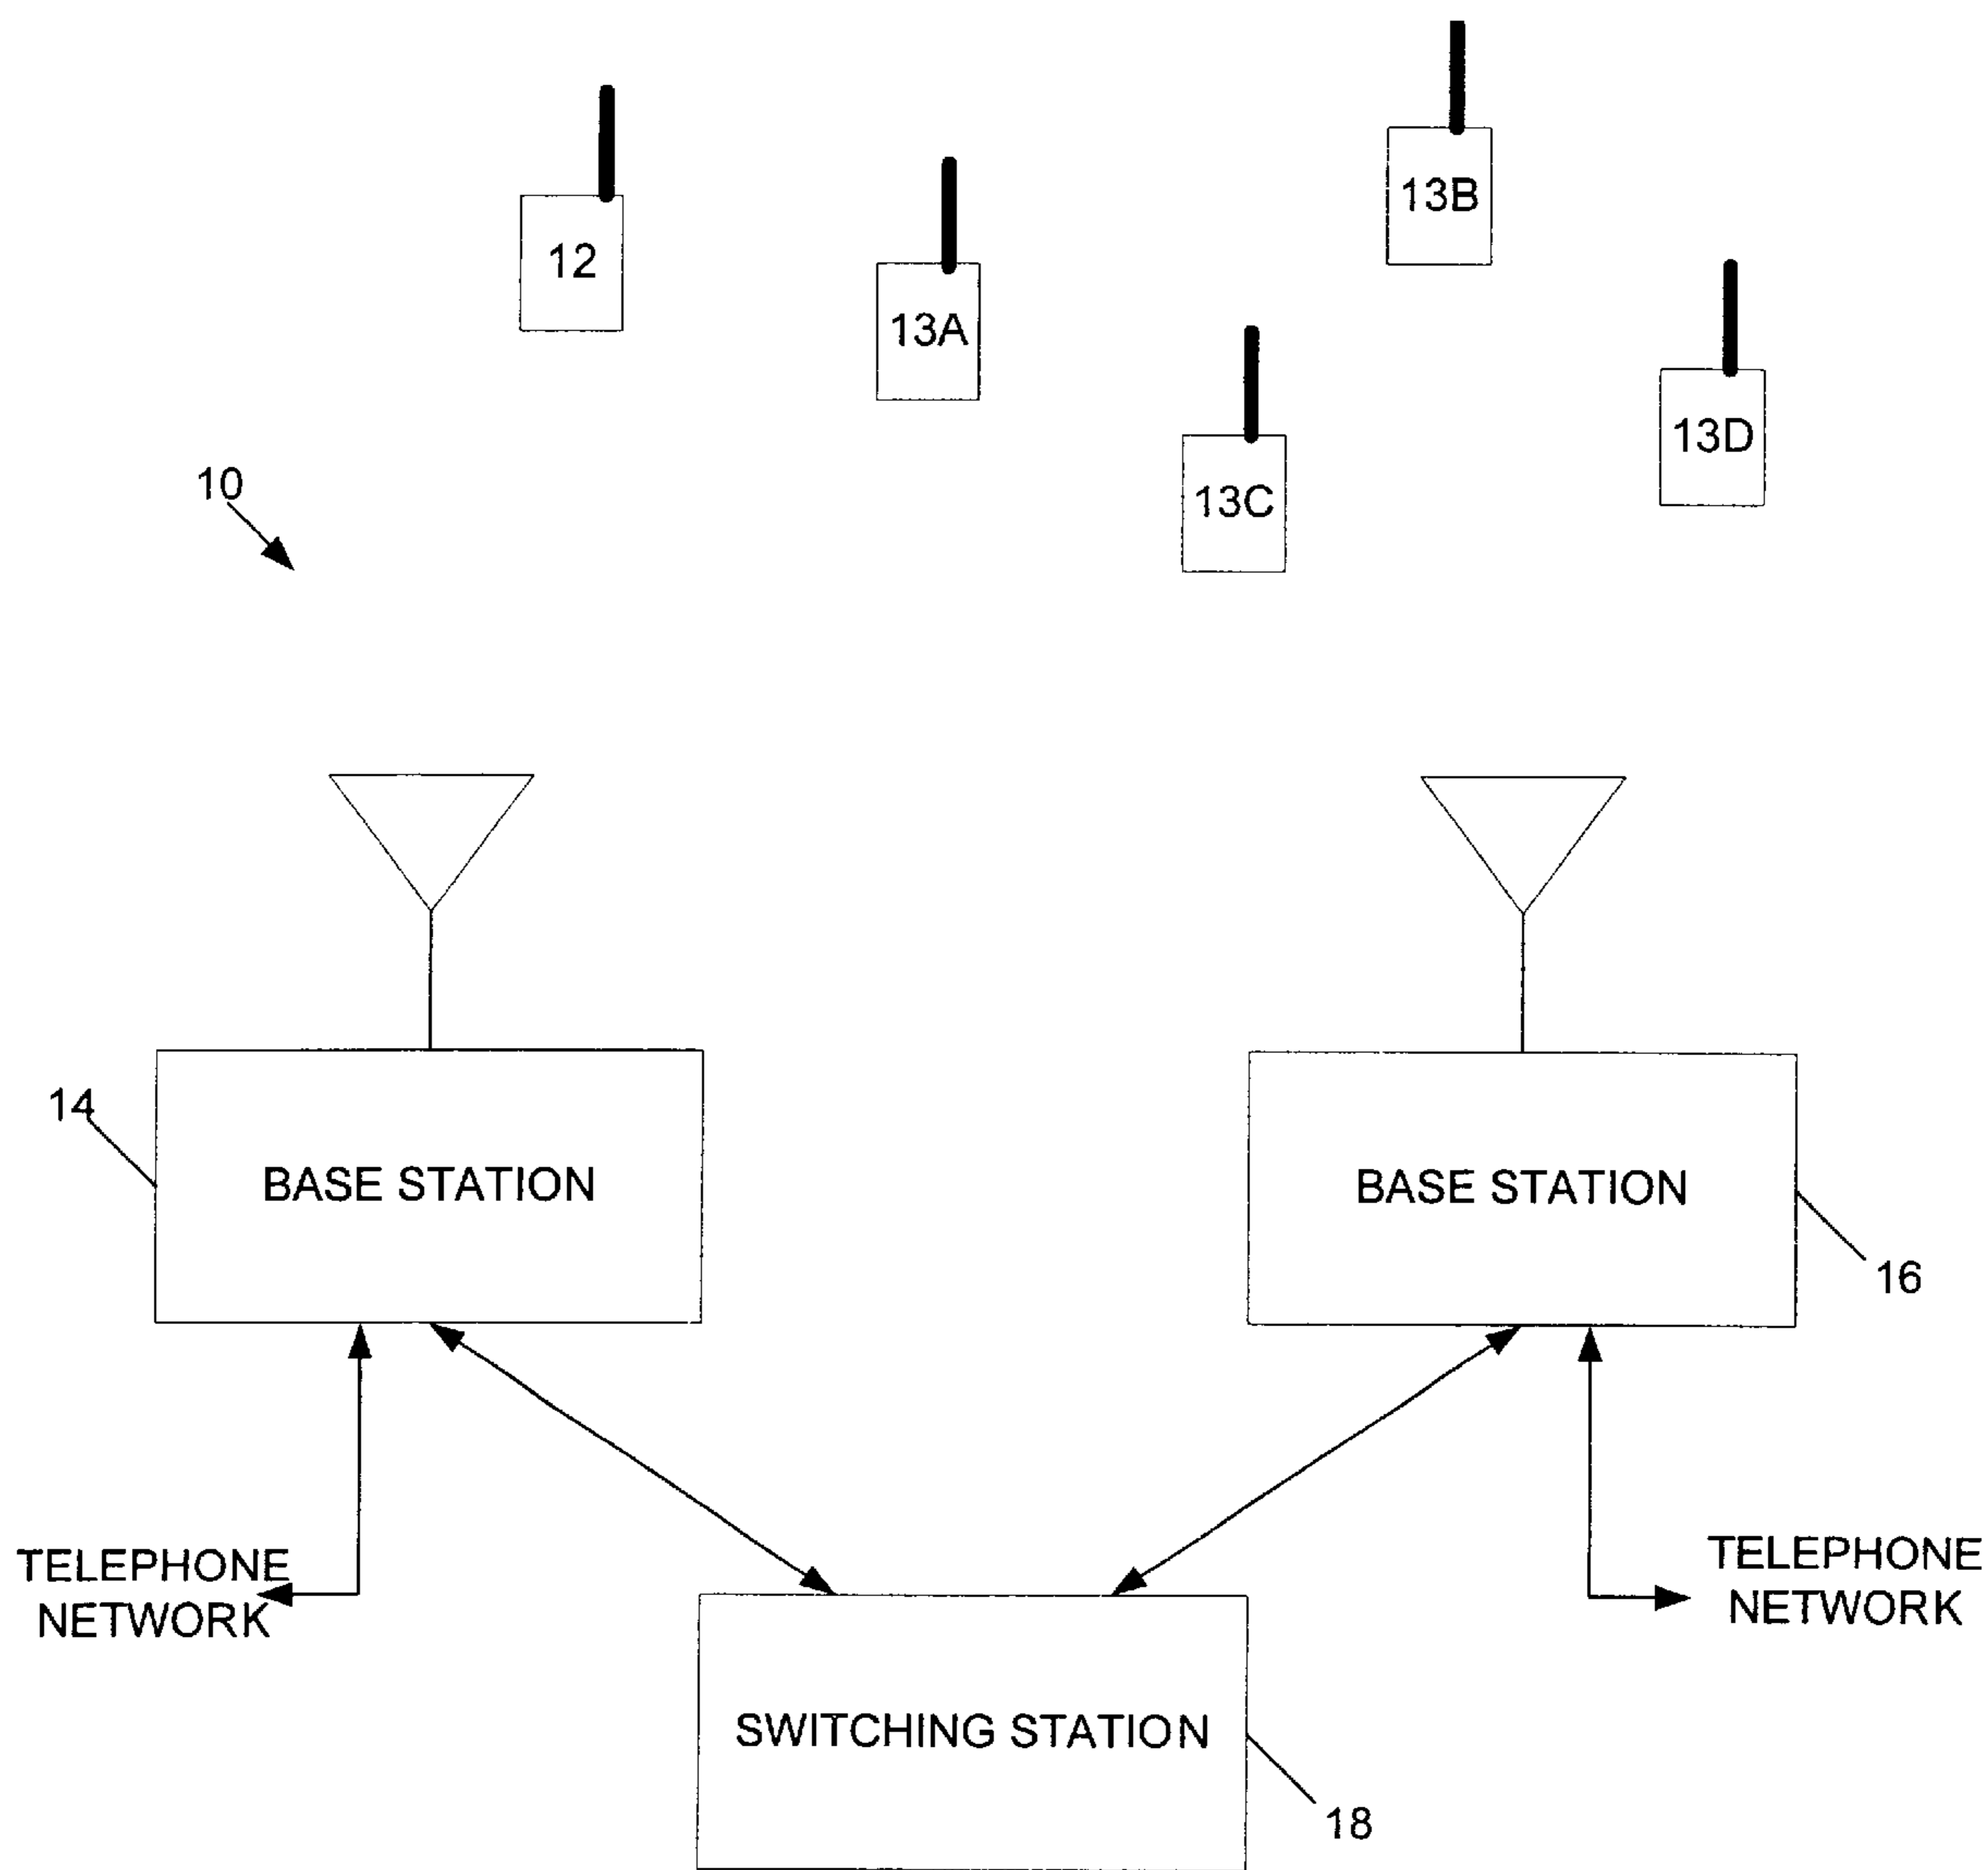 13B
12
13A
13D
10
13C
14
BASE STATION
BASE STATION
16
TELEPHONE
NETWORK
TELEPHONE
NETWORK
SWITCHING STATION
18